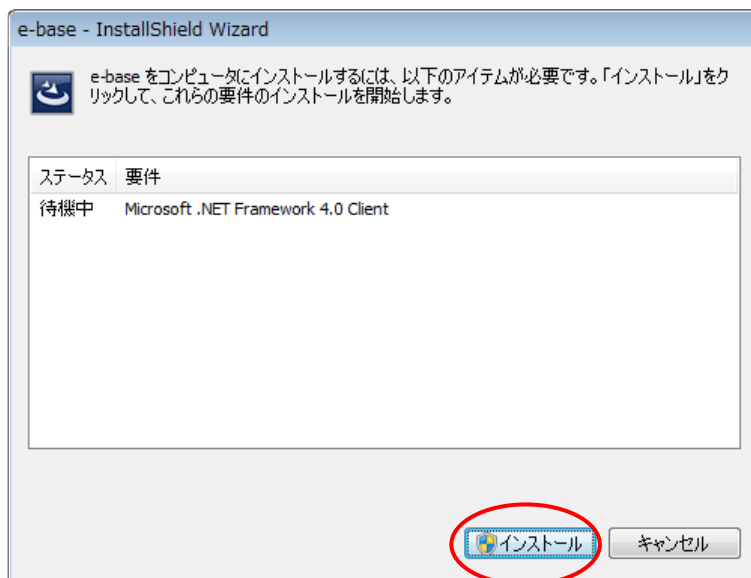 e-base - InstallShield Wizard
e-base をコンピュータにインストールするには、以下のアイテムが必要です。「インストール」をク
リックして、これらの要件のインストールを開始します。
ステータス 要件
待機中 Microsoft .NET Framework 4.0 Client
インストール キャンセル